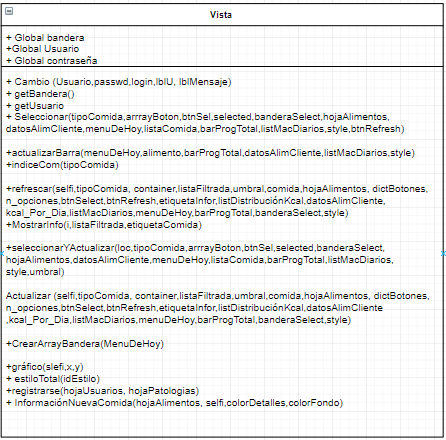 Vista
+ Global bandera
+Global Usuario
+ Global contraseña
+ Cambio (Usuario,passwd,login,lblU, lblMensaje)
+ getBandera()
+ getUsuario
+ Seleccionar(tipoComida,arrrayBoton,btnSel,selected,banderaSelect,hojaAlimentos,
datosAlimCliente,menuDeHoy,listaComida,barProgTotal,listMacDiarios,style,btnRefresh)
+actualizarBarra(menuDeHoy,alimento,barProgTotal,datosAlimCliente,listMacDiarios,style)
+indiceCom(tipoComida)
+refrescar(selfi,tipoComida, container,listaFiltrada,umbral,comida,hojaAlimentos, dictBotones,
n_opciones,btnSelect,btnRefresh,etiquetaInfor,listDistribuciónKcal,datosAlimCliente,
kcal_Por_Dia,listMacDiarios,menuDeHoy,barProgTotal,banderaSelect,style)
+MostrarInfo(i,listaFiltrada,etiquetaComida)
+seleccionarYActualizar(loc,tipoComida,arrrayBoton,btnSel,selected,banderaSelect,
hojaAlimentos,datosAlimCliente,menuDeHoy,listaComida,barProgTotal,listMacDiarios,
style,umbral)
Actualizar (selfi,tipoComida, container,listaFiltrada,umbral,comida,hojaAlimentos, dictBotones,
n_opciones,btnSelect,btnRefresh,etiquetaInfor,listDistribuciónKcal,datosAlimCliente
,kcal_Por_Dia,listMacDiarios,menuDeHoy,barProgTotal,banderaSelect,style)
+CrearArrayBandera(MenuDeHoy)
+gráfico(slefi,x,y)
+ estiloTotal(idEstilo)
+registrarse(hojaUsuarios, hojaPatologias)
+ InformaciónNuevaComida(hojaAlimentos, selfi,colorDetalles,colorFondo)